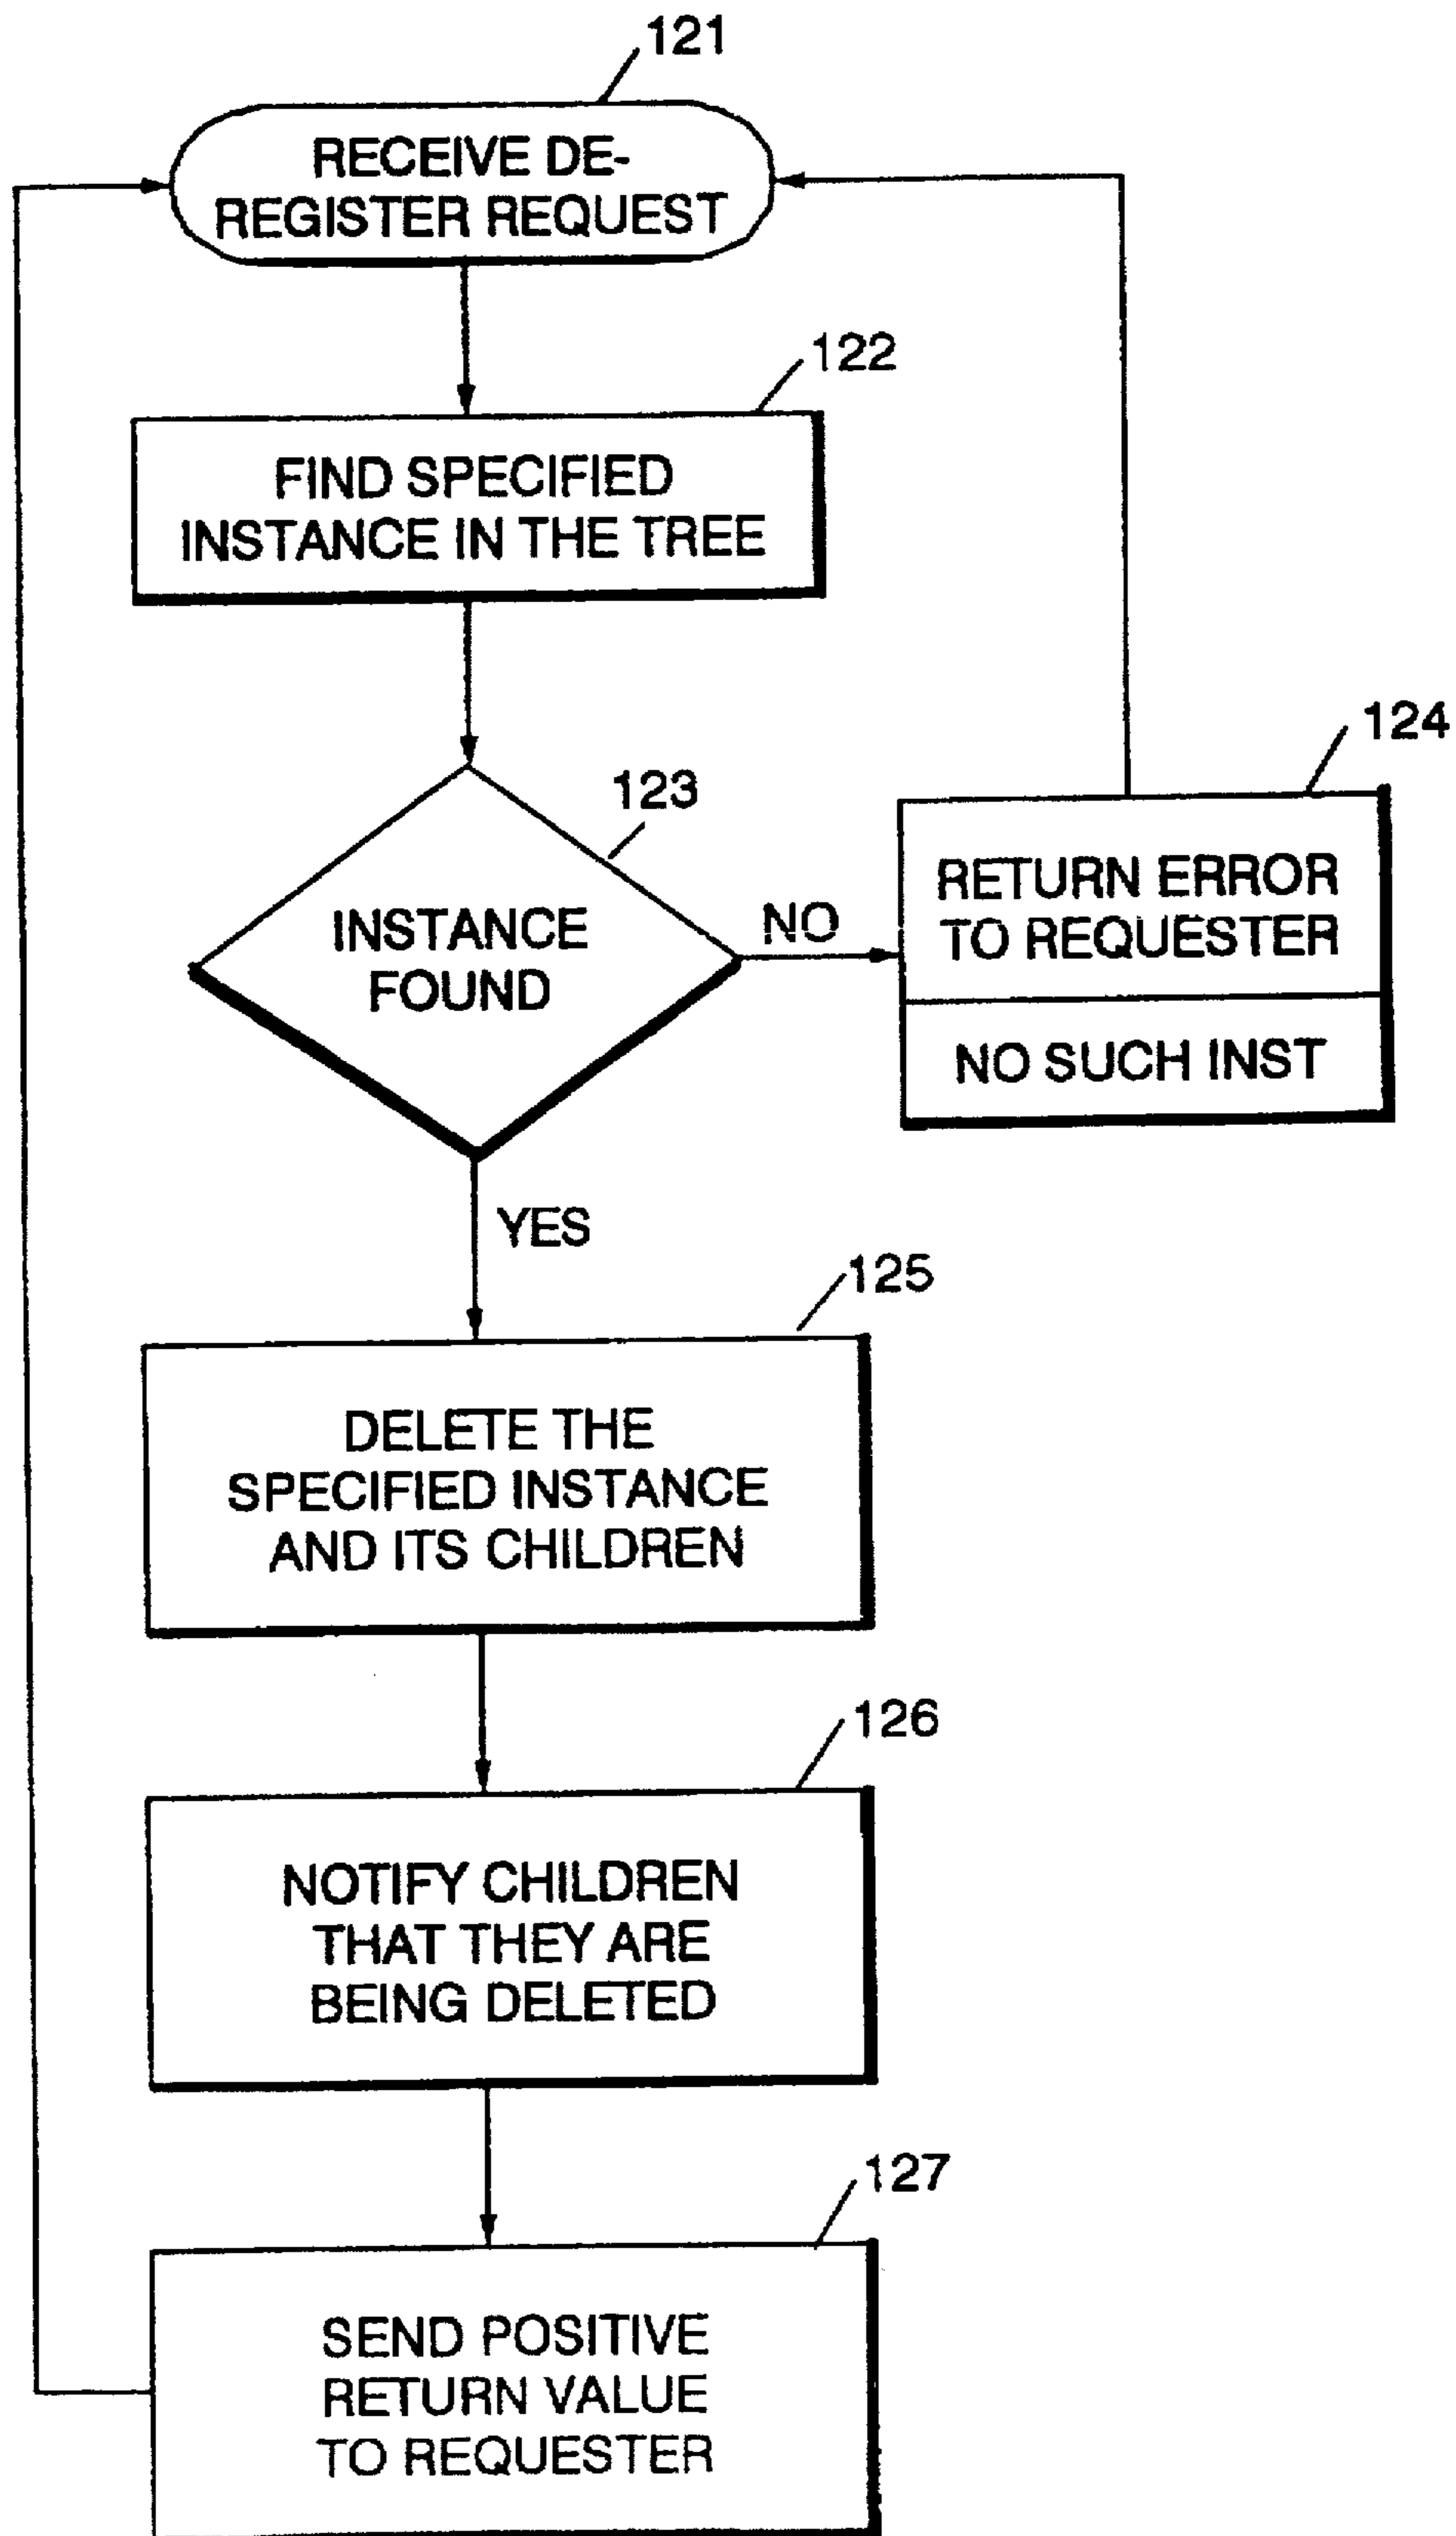 121
RECEIVE DE-
REGISTER REQUEST
122
FIND SPECIFIED
INSTANCE IN THE TREE
123
INSTANCE
FOUND
NO
124
RETURN ERROR
TO REQUESTER
NO SUCH INST
YES
125
DELETE THE
SPECIFIED INSTANCE
AND ITS CHILDREN
126
NOTIFY CHILDREN
THAT THEY ARE
BEING DELETED
127
SEND POSITIVE
RETURN VALUE
TO REQUESTER